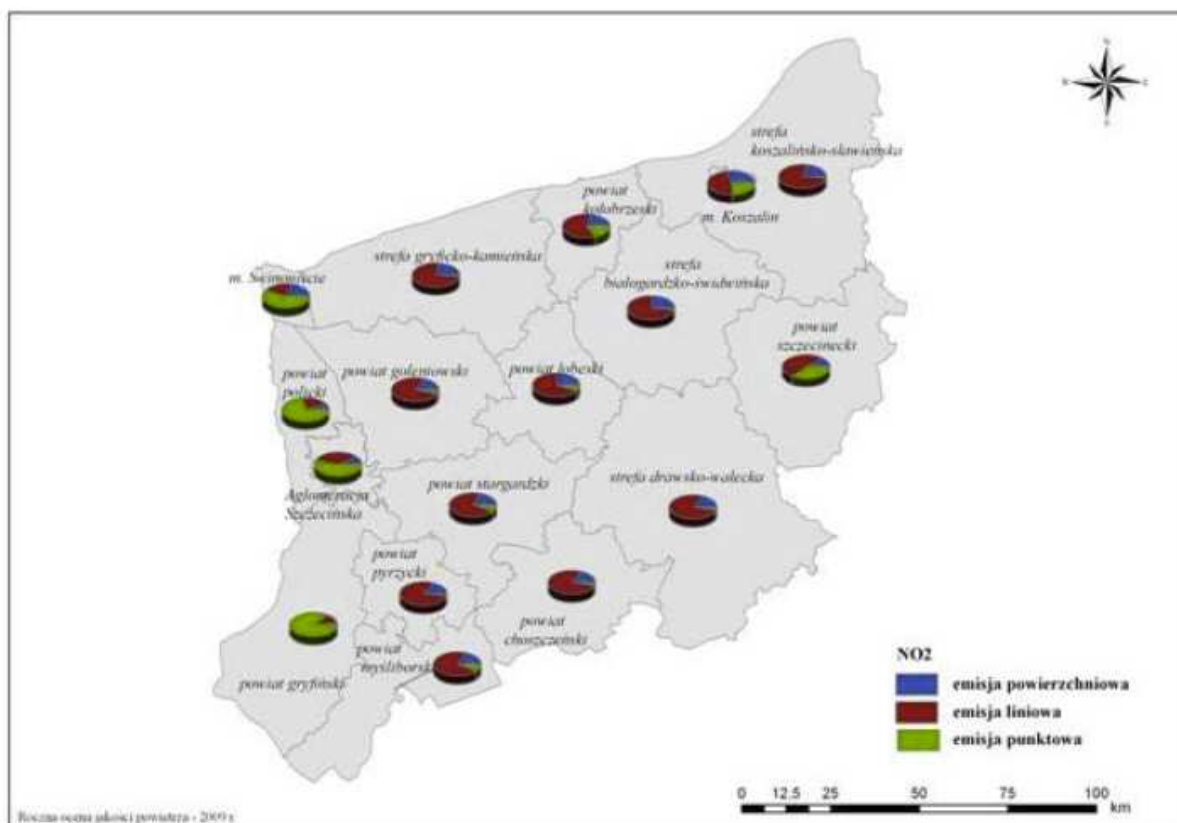 N
E
S
strefa
koszalińsko-sławieńska
powiat
kołobrzeski
m. Koszalin
strefa gryficko-kamieńska
strefa
białogardzko-świdwińska
m. Świnoujście
powiat
szczecinecki
powiat
policki
powiat goleniowski
powiat łobeski
Aglomeracja
Szczecińska
powiat stargardzki
strefa drawsko-wałecka
powiat
pyrzycki
powiat
choszczeński
powiat
myśliborski
powiat gryfiński
NO2
emisja powierzchniowa
emisja liniowa
emisja punktowa
0 12.5 25 50 75 100
km
Roczna ocena jakości powietrza - 2009 r.